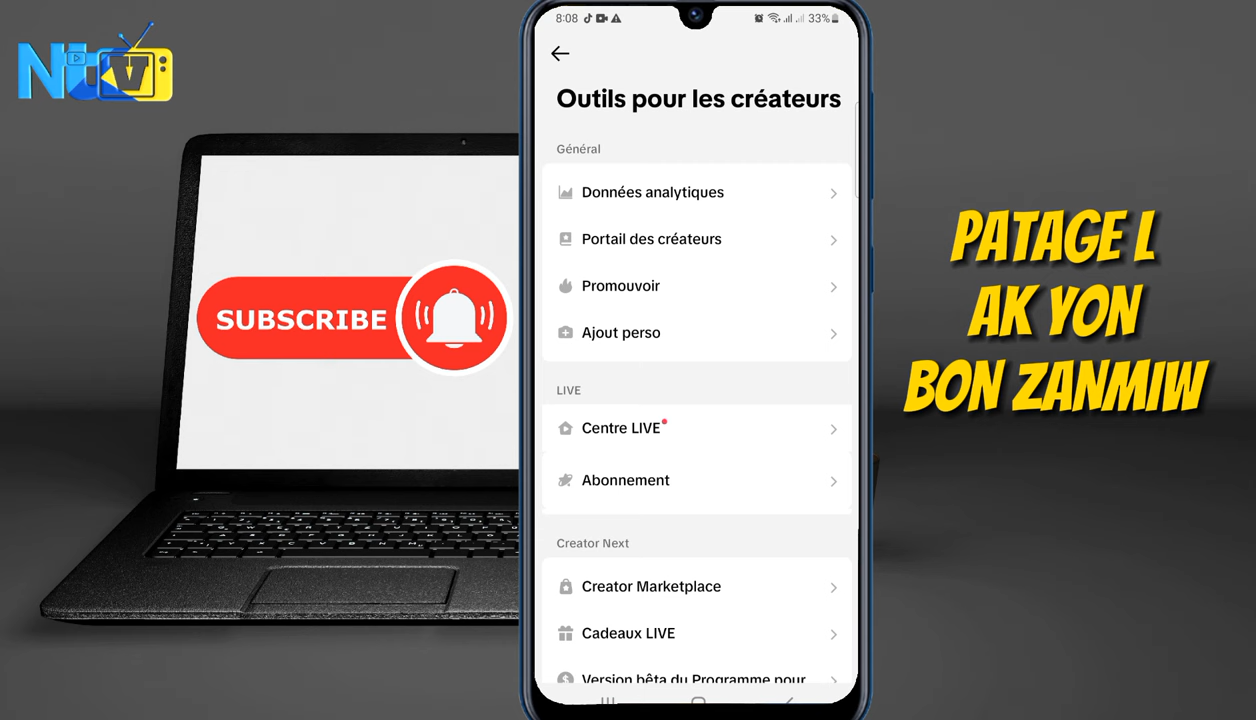 NTV
8:08
33%
Outils pour les créateurs
Général
Données analytiques
Portail des créateurs
Promouvoir
Ajout perso
LIVE
Centre LIVE
Abonnement
Creator Next
Creator Marketplace
Cadeaux LIVE
Version bêta du Programme pour
SUBSCRIBE
PATAGE L
AK YON
BON ZANMIW